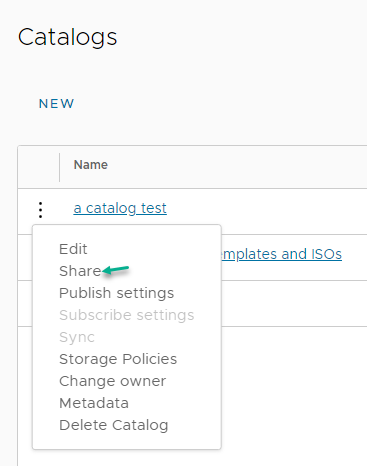 Catalogs
NEW
Name
a catalog test
mplates and ISOs
Edit
Share
Publish settings
Subscribe settings
Sync
Storage Policies
Change owner
Metadata
Delete Catalog